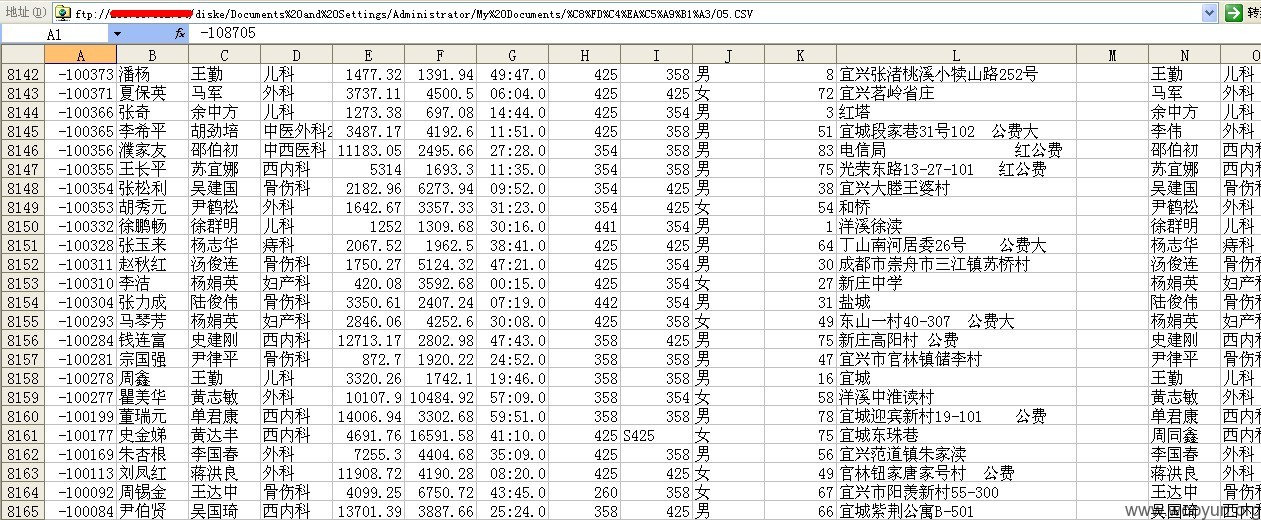 地址(D) ftp:// /diske/Documents%20and%20Settings/Administrator/My%20Documents/%C8%FD%C4%EA%C5%A9%B1%A3/05.CSV 转
A1 fx -108705
A B C D E F G H I J K L M N O
8142 -100373 潘杨 王勤 儿科 1477.32 1391.94 49:47.0 425 358 男 8 宜兴张渚桃溪小犊山路252号 王勤 儿科
8143 -100371 夏保英 马军 外科 3737.11 4500.5 06:04.0 425 425 女 72 宜兴茗岭省庄 马军 外科
8144 -100366 张奇 余中方 儿科 1273.38 697.08 14:44.0 425 354 男 3 红塔 余中方 儿科
8145 -100365 李希平 胡劲培 中医外科2 3487.17 4192.6 11:51.0 425 358 男 51 宜城段家巷31号102 公费大 李伟 外科
8146 -100356 濮家友 邵伯初 中西医科 11183.05 2495.66 27:28.0 354 358 男 83 电信局 红公费 邵伯初 西内科
8147 -100355 王长平 苏宜娜 西内科 5314 1693.3 11:35.0 354 358 男 75 光荣东路13-27-101 红公费 苏宜娜 西内科
8148 -100354 张松利 吴建国 骨伤科 2182.96 6273.94 09:52.0 354 425 男 38 宜兴大塍王婆村 吴建国 骨伤科
8149 -100353 胡秀元 尹鹤松 外科 1642.67 3357.33 31:23.0 354 425 女 54 和桥 尹鹤松 外科
8150 -100332 徐鹏畅 徐群明 儿科 1252 1309.68 30:16.0 441 354 男 1 洋溪徐渎 徐群明 儿科
8151 -100328 张玉来 杨志华 痔科 2067.52 1962.5 38:41.0 425 425 男 64 丁山南河居委26号 公费大 杨志华 痔科
8152 -100311 赵秋红 汤俊连 骨伤科 1750.27 5124.32 47:21.0 425 354 男 30 成都市崇舟市三江镇苏桥村 汤俊连 骨伤科
8153 -100310 李洁 杨娟英 妇产科 420.08 3592.68 00:15.0 425 354 女 27 新庄中学 杨娟英 妇产科
8154 -100304 张力成 陆俊伟 骨伤科 3350.61 2407.24 07:19.0 442 354 男 31 盐城 陆俊伟 骨伤科
8155 -100293 马琴芳 杨娟英 妇产科 2846.06 4252.6 30:08.0 425 358 女 49 东山一村40-307 公费大 杨娟英 妇产科
8156 -100284 钱连富 史建刚 西内科 12713.17 2802.98 47:43.0 358 425 男 75 新庄高阳村 公费 史建刚 西内科
8157 -100281 宗国强 尹律平 骨伤科 872.7 1920.22 24:52.0 358 358 男 47 宜兴市官林镇储李村 尹律平 骨伤科
8158 -100278 周鑫 王勤 儿科 3320.26 1742.1 19:46.0 358 358 男 16 宜城 王勤 儿科
8159 -100277 瞿美华 黄志敏 外科 10107.9 10484.92 57:09.0 358 354 女 58 洋溪中淮读村 黄志敏 外科
8160 -100199 董瑞元 单君康 西内科 14006.94 3302.68 59:51.0 358 358 男 78 宜城迎宾新村19-101 公费 单君康 西内科
8161 -100177 史金娣 黄达丰 西内科 4691.76 16591.58 41:10.0 425 S425 女 75 宜城东珠巷 周同鑫 西内科
8162 -100169 朱杏根 李国春 外科 7255.3 4404.68 35:09.0 425 358 男 56 宜兴范道镇朱家渎 李国春 外科
8163 -100113 刘凤红 蒋洪良 外科 11908.72 4190.28 08:20.0 425 425 女 49 官林钮家唐家号村 公费 蒋洪良 外科
8164 -100092 周锡金 王达中 骨伤科 4099.25 6750.72 43:45.0 260 358 女 67 宜兴市阳羡新村55-300 王达中 骨伤科
8165 -100084 尹伯贤 吴国琦 西内科 13701.39 3887.66 25:24.0 358 425 男 66 宜城紫荆公寓B-501 吴国琦 西内科
www.wooyun.org